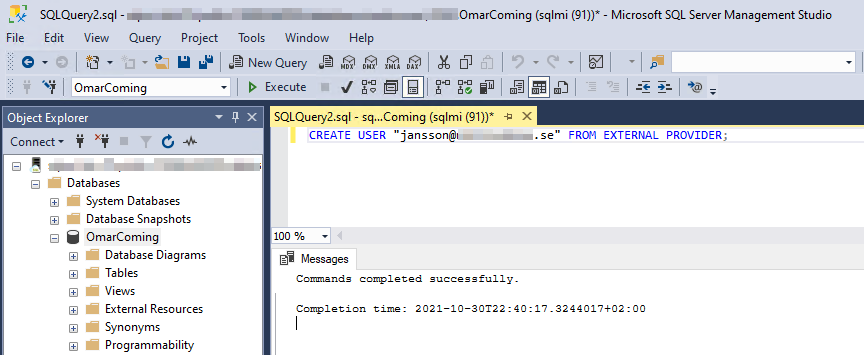 SQLQuery2.sql - OmarComing (sqlmi (91))* - Microsoft SQL Server Management Studio
File Edit View Query Project Tools Window Help
New Query MDX DMX XMLA DAX
OmarComing Execute
Object Explorer
SQLQuery2.sql - sq...Coming (sqlmi (91))*
Connect
CREATE USER "jansson@ .se" FROM EXTERNAL PROVIDER;
Databases
System Databases
Database Snapshots
OmarComing
Database Diagrams
Tables
Views
External Resources
Synonyms
Programmability
100 %
Messages
Commands completed successfully.
Completion time: 2021-10-30T22:40:17.3244017+02:00